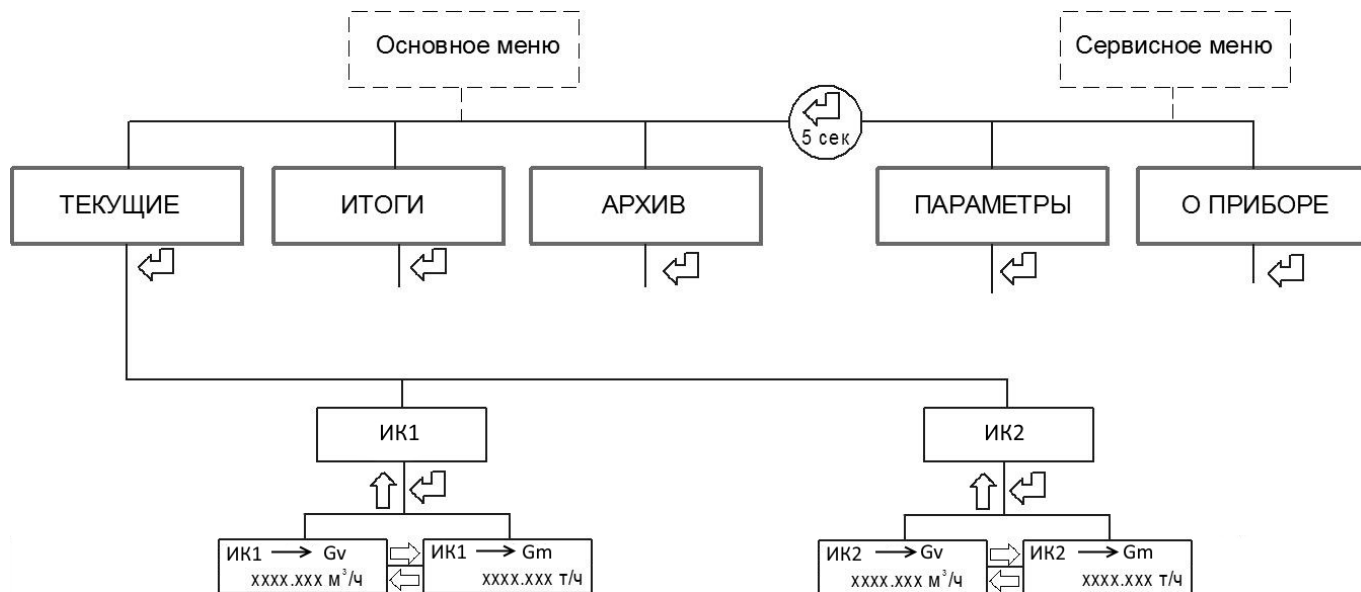 Основное меню
Сервисное меню
5 сек
ТЕКУЩИЕ
ИТОГИ
АРХИВ
ПАРАМЕТРЫ
О ПРИБОРЕ
ИК1
ИК2
ИК1 → Gv
xxxx.xxx м³/ч
ИК1 → Gm
xxxx.xxx т/ч
ИК2 → Gv
xxxx.xxx м³/ч
ИК2 → Gm
xxxx.xxx т/ч